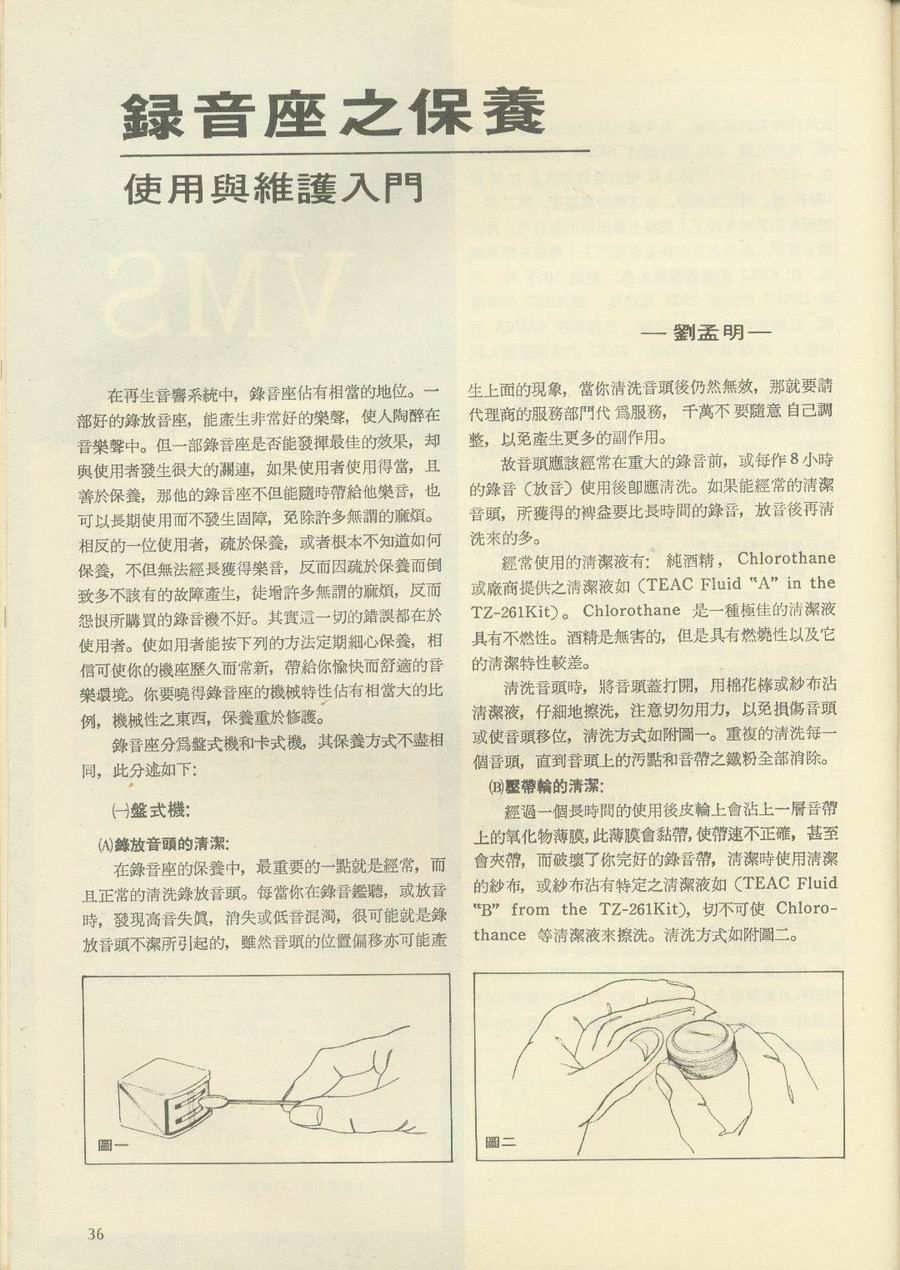 録音座之保養
使用與維護入門
— 劉孟明—
在再生音響系統中，錄音座佔有相當的地位。一
部好的錄放音座，能產生非常好的樂聲，使人陶醉在
音樂聲中。但一部錄音座是否能發揮最佳的效果，却
與使用者發生很大的關連，如果使用者使用得當，且
善於保養，那他的錄音座不但能隨時帶給他樂音，也
可以長期使用而不發生固障，免除許多無謂的麻煩。
相反的一位使用者，疏於保養，或者根本不知道如何
保養，不但無法經長獲得樂音，反而因疏於保養而倒
致多不該有的故障產生，徒增許多無謂的麻煩，反而
怨恨所購買的錄音機不好。其實這一切的錯誤都在於
使用者。使如用者能按下列的方法定期細心保養，相
信可使你的機座歷久而常新，帶給你愉快而舒適的音
樂環境。你要曉得錄音座的機械特性佔有相當大的比
例，機械性之東西，保養重於修護。
錄音座分爲盤式機和卡式機，其保養方式不盡相
同，此分述如下：
㈠盤式機：
(A)錄放音頭的清潔：
在錄音座的保養中，最重要的一點就是經常，而
且正常的清洗錄放音頭。每當你在錄音鑑聽，或放音
時，發現高音失眞，消失或低音混濁，很可能就是錄
放音頭不潔所引起的，雖然音頭的位置偏移亦可能產
生上面的現象，當你清洗音頭後仍然無效，那就要請
代理商的服務部門代爲服務，千萬不要隨意自己調
整，以免產生更多的副作用。
故音頭應該經常在重大的錄音前，或每作8小時
的錄音（放音）使用後卽應清洗。如果能經常的清潔
音頭，所獲得的裨益要比長時間的錄音，放音後再清
洗來的多。
經常使用的清潔液有：純酒精，Chlorothane
或廠商提供之清潔液如（TEAC Fluid “A” in the
TZ-261Kit）。Chlorothane 是一種極佳的清潔液
具有不燃性。酒精是無害的，但是具有燃燒性以及它
的清潔特性較差。
清洗音頭時，將音頭蓋打開，用棉花棒或紗布沾
清潔液，仔細地擦洗，注意切勿用力，以免損傷音頭
或使音頭移位，清洗方式如附圖一。重複的清洗每一
個音頭，直到音頭上的汚點和音帶之鐵粉全部消除。
(B)壓帶輪的清潔：
經過一個長時間的使用後皮輪上會沾上一層音帶
上的氧化物薄膜，此薄膜會黏帶，使帶速不正確，甚至
會夾帶，而破壞了你完好的錄音帶，清潔時使用清潔
的紗布，或紗布沾有特定之清潔液如（TEAC Fluid
“B” from the TZ-261Kit），切不可使 Chloro-
thance 等清潔液來擦洗。清洗方式如附圖二。
圖一
圖二
36